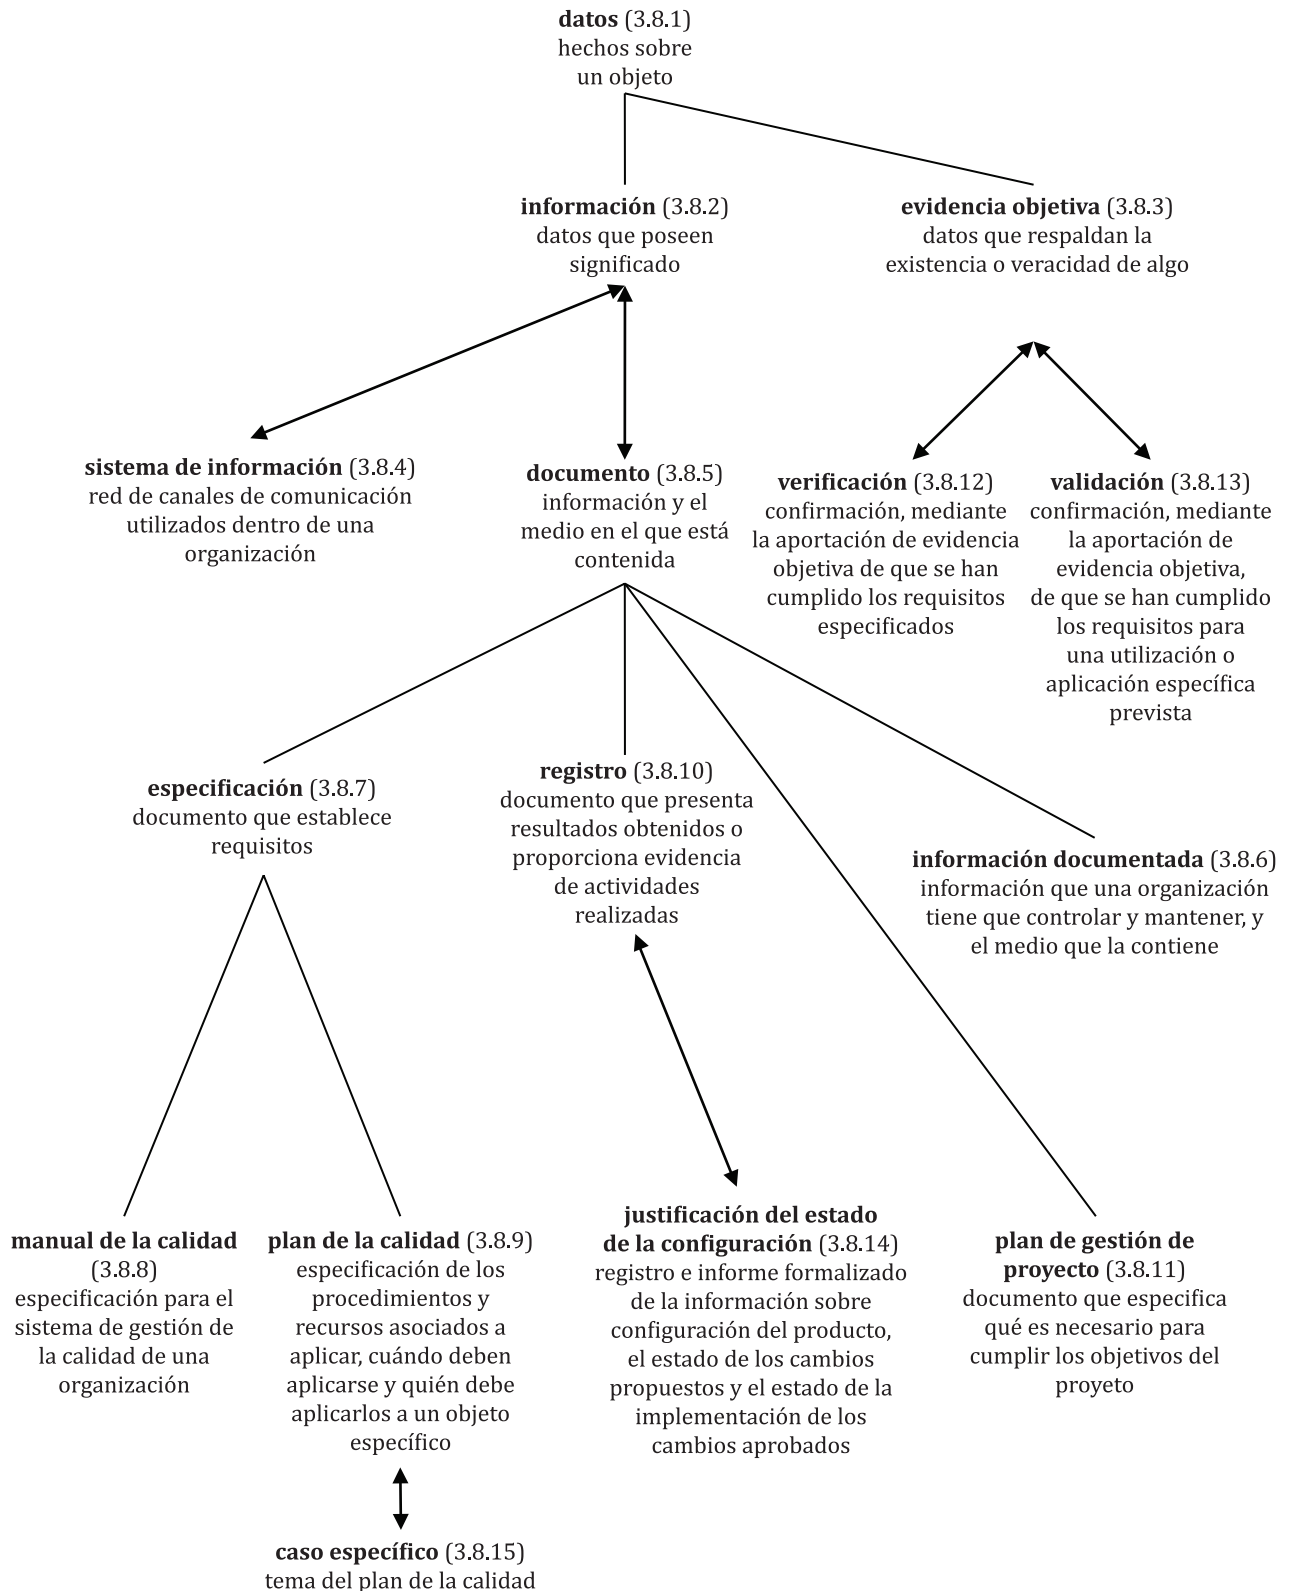 datos (3.8.1)
hechos sobre
un objeto
información (3.8.2)
datos que poseen
significado
evidencia objetiva (3.8.3)
datos que respaldan la
existencia o veracidad de algo
sistema de información (3.8.4)
red de canales de comunicación
utilizados dentro de una
organización
documento (3.8.5)
información y el
medio en el que está
contenida
verificación (3.8.12)
confirmación, mediante
la aportación de evidencia
objetiva de que se han
cumplido los requisitos
especificados
validación (3.8.13)
confirmación, mediante
la aportación de
evidencia objetiva,
de que se han cumplido
los requisitos para
una utilización o
aplicación específica
prevista
especificación (3.8.7)
documento que establece
requisitos
registro (3.8.10)
documento que presenta
resultados obtenidos o
proporciona evidencia
de actividades
realizadas
información documentada (3.8.6)
información que una organización
tiene que controlar y mantener, y
el medio que la contiene
manual de la calidad
(3.8.8)
especificación para el
sistema de gestión de
la calidad de una
organización
plan de la calidad (3.8.9)
especificación de los
procedimientos y
recursos asociados a
aplicar, cuándo deben
aplicarse y quién debe
aplicarlos a un objeto
específico
justificación del estado
de la configuración (3.8.14)
registro e informe formalizado
de la información sobre
configuración del producto,
el estado de los cambios
propuestos y el estado de la
implementación de los
cambios aprobados
plan de gestión de
proyecto (3.8.11)
documento que especifica
qué es necesario para
cumplir los objetivos del
proyeto
caso específico (3.8.15)
tema del plan de la calidad